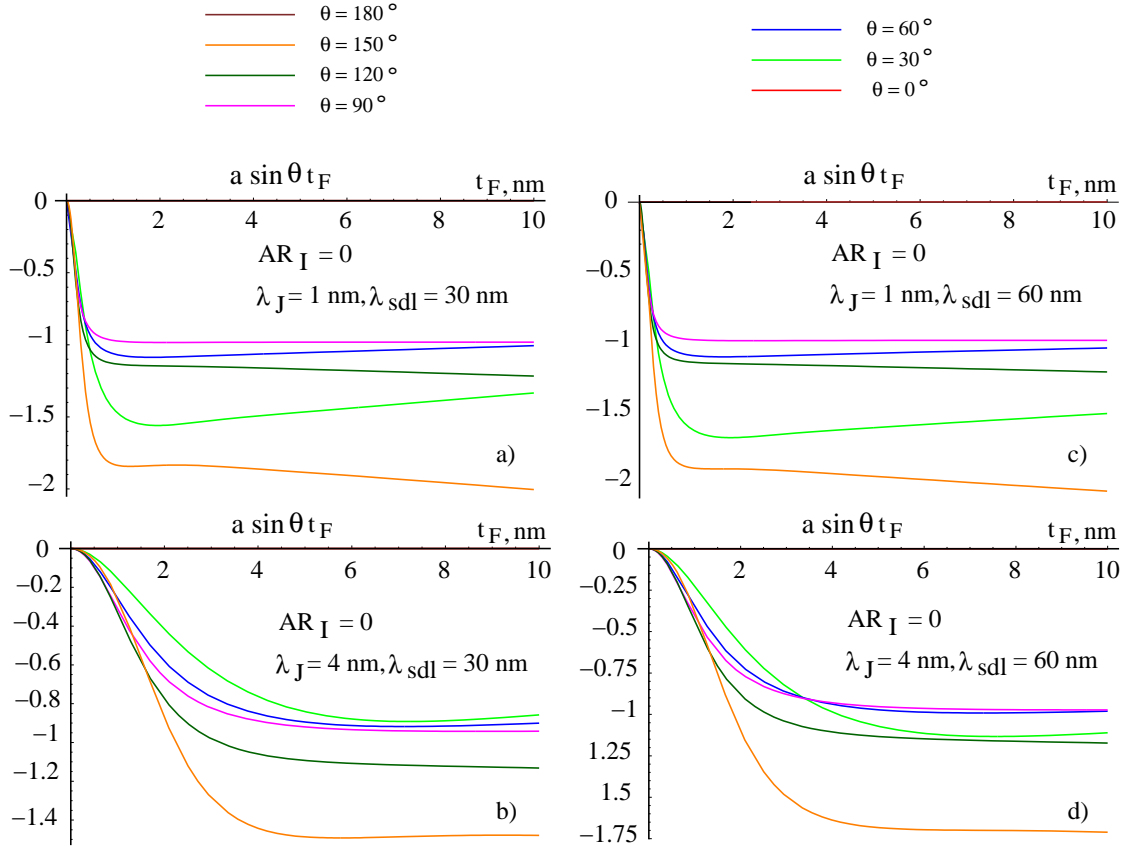 θ = 180°
θ = 150°
θ = 120°
θ = 90°
θ = 60°
θ = 30°
θ = 0°
a sin θ t F
t F, nm
0
2
4
6
8
10
−0.5
−1
−1.5
−2
AR I = 0
λ J = 1 nm, λ sdl = 30 nm
a)
a sin θ t F
t F, nm
0
2
4
6
8
10
−0.5
−1
−1.5
−2
AR I = 0
λ J = 1 nm, λ sdl = 60 nm
c)
a sin θ t F
t F, nm
0
2
4
6
8
10
−0.2
−0.4
−0.6
−0.8
−1
−1.2
−1.4
AR I = 0
λ J = 4 nm, λ sdl = 30 nm
b)
a sin θ t F
t F, nm
0
2
4
6
8
10
−0.25
−0.5
−0.75
−1
1.25
−1.5
−1.75
AR I = 0
λ J = 4 nm, λ sdl = 60 nm
d)